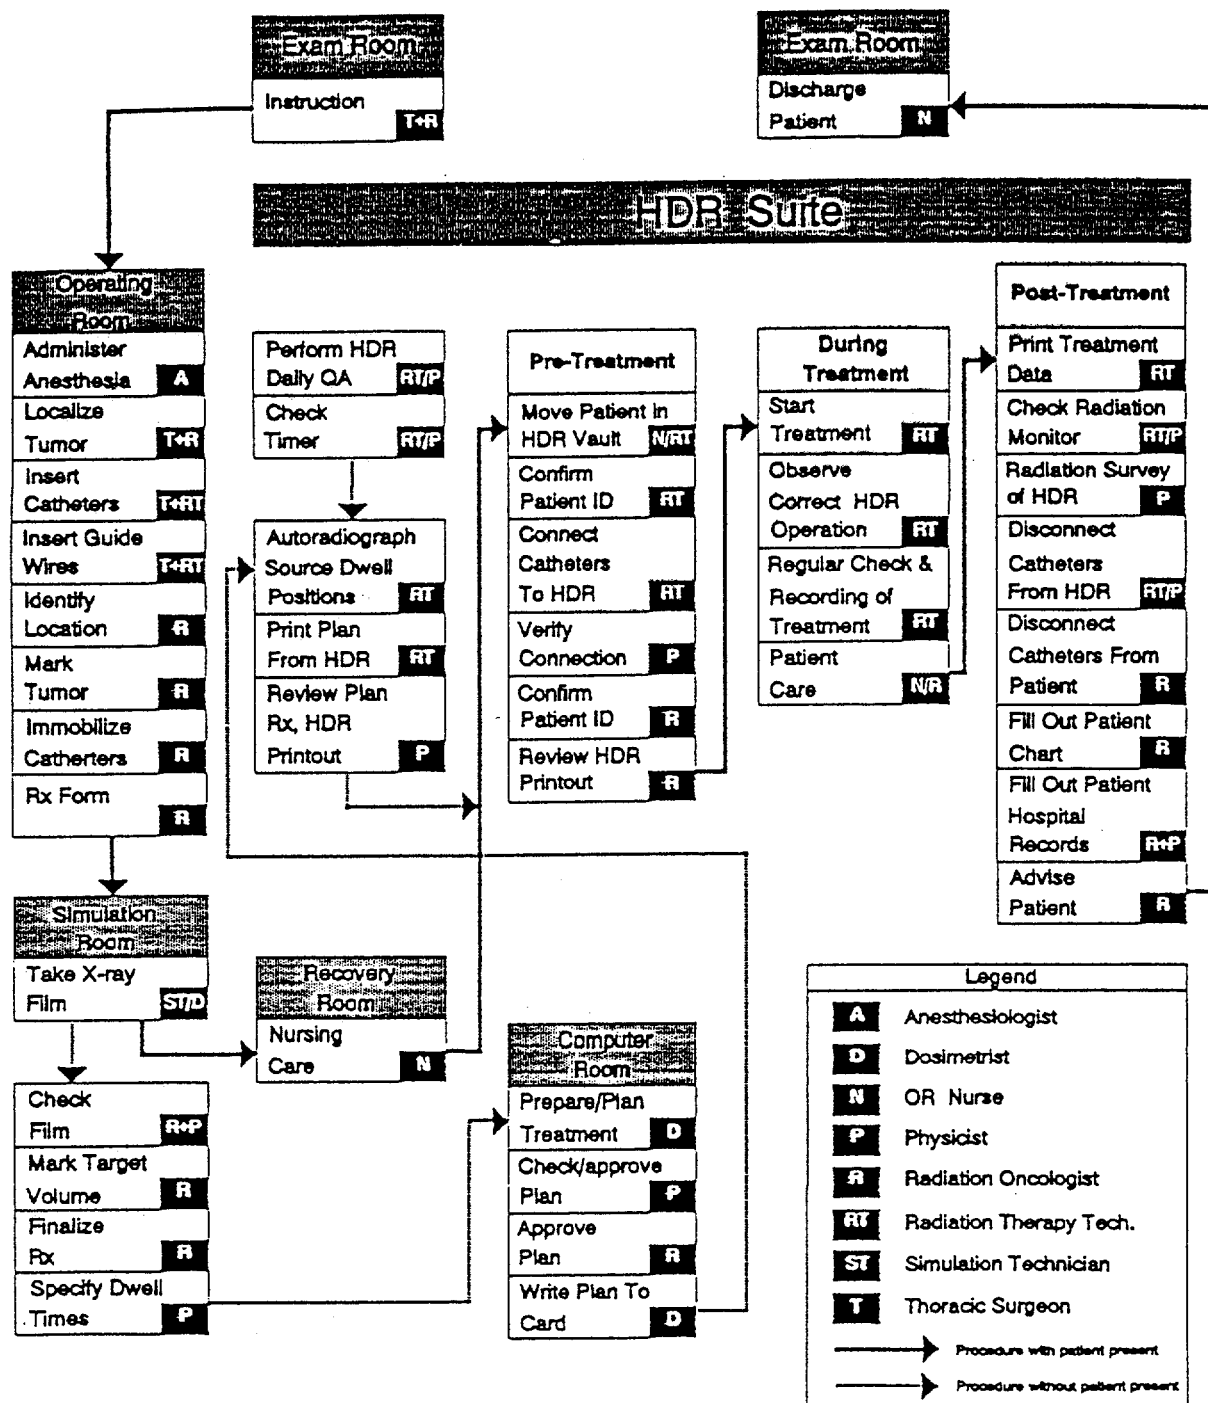 Exam Room
Instruction
T+R
Exam Room
Discharge
Patient N
HDR Suite
Operating
Room
Administer
Anesthesia A
Localize
Tumor T+R
Insert
Catheters T+RT
Insert Guide
Wires T+RT
Identify
Location R
Mark
Tumor R
Immobilize
Catherters R
Rx Form
R
Simulation
Room
Take X-ray
Film ST/D
Check
Film R+P
Mark Target
Volume R
Finalize
Rx R
Specify Dwell
Times P
Perform HDR
Daily QA RT/P
Check
Timer RT/P
Autoradiograph
Source Dwell
Positions RT
Print Plan
From HDR RT
Review Plan
Rx, HDR
Printout P
Recovery
Room
Nursing
Care N
Pre-Treatment
Move Patient in
HDR Vault N/RT
Confirm
Patient ID RT
Connect
Catheters
To HDR RT
Verify
Connection P
Confirm
Patient ID R
Review HDR
Printout R
Computer
Room
Prepare/Plan
Treatment D
Check/approve
Plan P
Approve
Plan R
Write Plan To
Card D
During
Treatment
Start
Treatment RT
Observe
Correct HDR
Operation RT
Regular Check &
Recording of
Treatment RT
Patient
Care N/R
Post-Treatment
Print Treatment
Data RT
Check Radiation
Monitor RT/P
Radiation Survey
of HDR P
Disconnect
Catheters
From HDR RT/P
Disconnect
Catheters From
Patient R
Fill Out Patient
Chart R
Fill Out Patient
Hospital
Records R+P
Advise
Patient R
Legend
A Anesthesiologist
D Dosimetrist
N OR Nurse
P Physicist
R Radiation Oncologist
RT Radiation Therapy Tech.
ST Simulation Technician
T Thoracic Surgeon
Procedure with patient present
Procedure without patient present